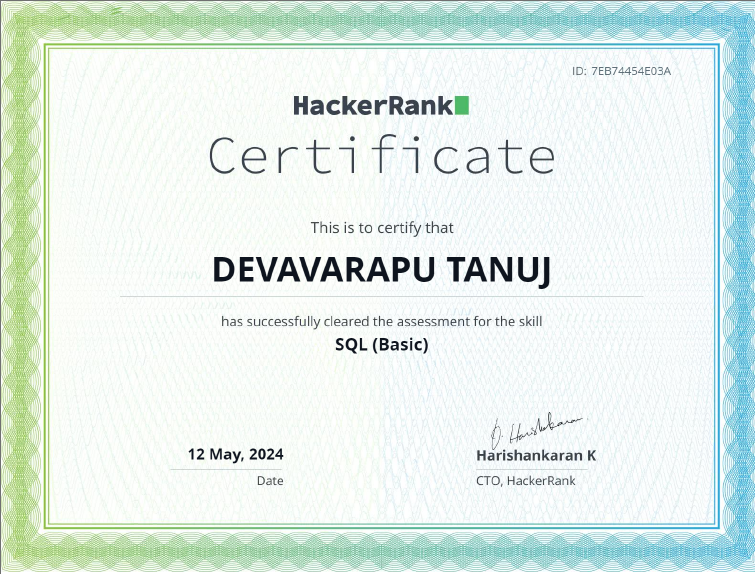 ID: 7EB74454E03A
HackerRank
Certificate
This is to certify that
DEVAVARAPU TANUJ
has successfully cleared the assessment for the skill
SQL (Basic)
12 May, 2024
Date
Harishankaran K
CTO, HackerRank